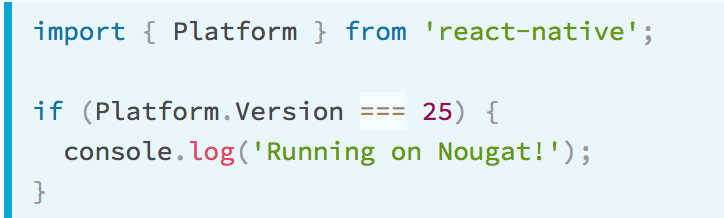 import { Platform } from 'react-native';
if (Platform.Version === 25) {
console.log('Running on Nougat!');
}